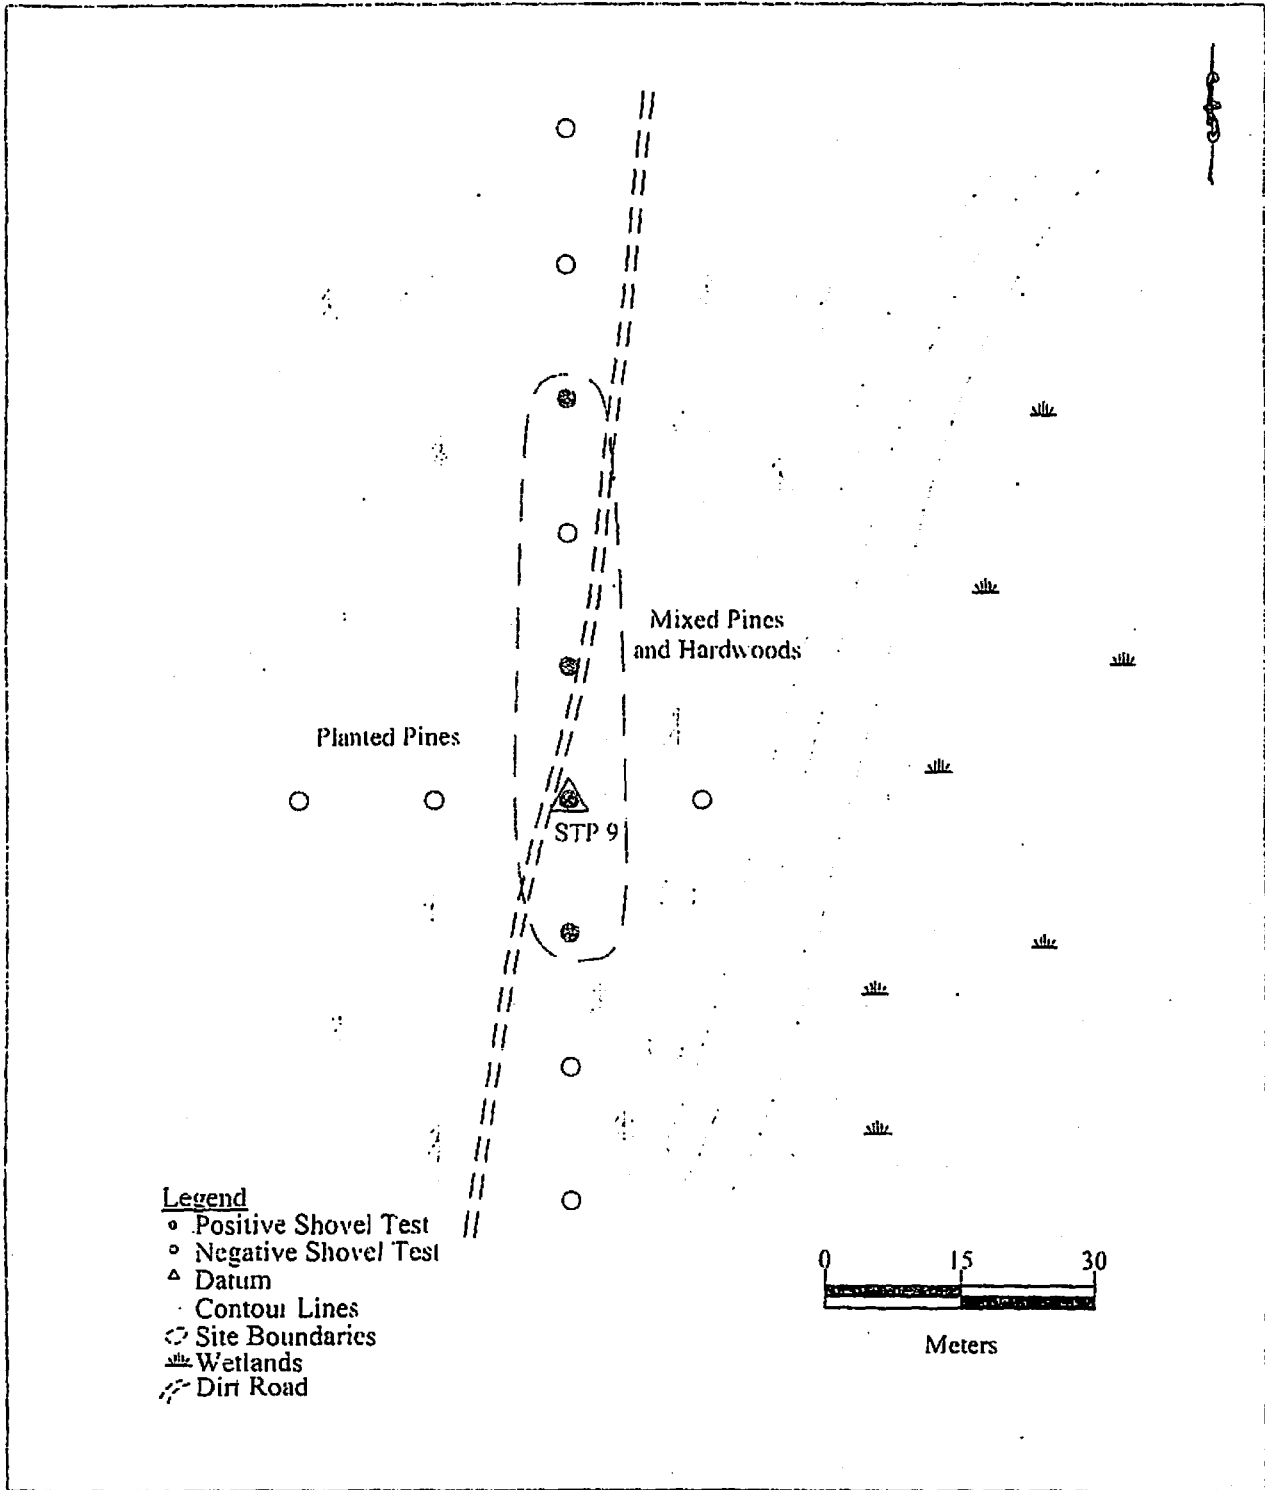 Mixed Pines
and Hardwoods
Planted Pines
STP 9
Legend
Positive Shovel Test
Negative Shovel Test
Datum
Contour Lines
Site Boundaries
Wetlands
Dirt Road
0 15 30
Meters